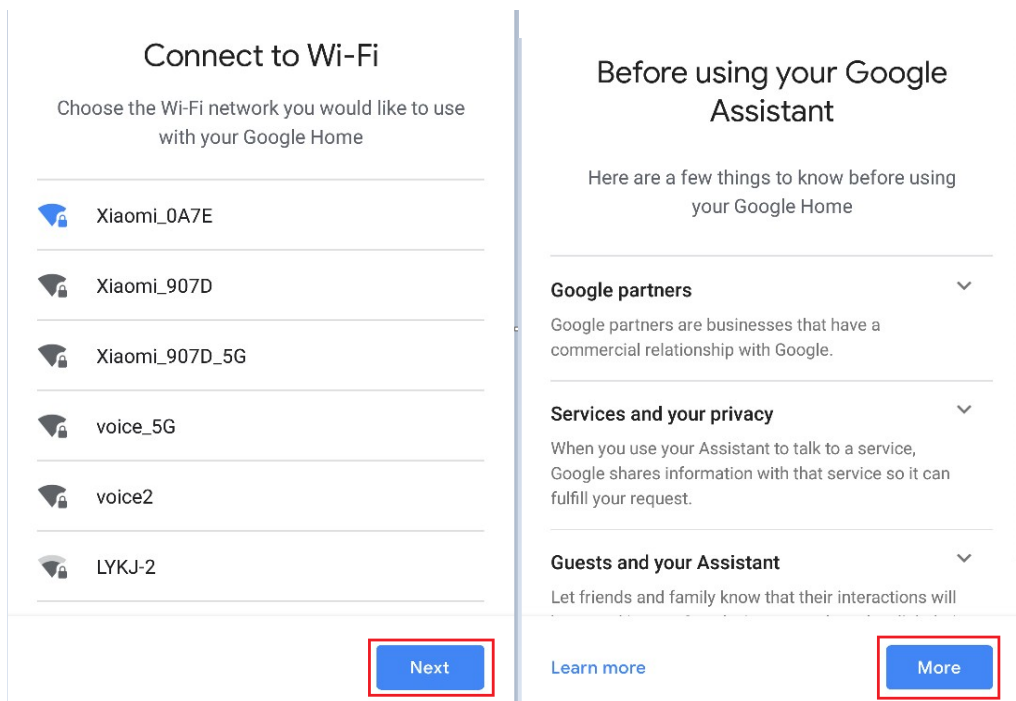 Connect to Wi-Fi
Choose the Wi-Fi network you would like to use
with your Google Home
Xiaomi_0A7E
Xiaomi_907D
Xiaomi_907D_5G
voice_5G
voice2
LYKJ-2
Next
Before using your Google
Assistant
Here are a few things to know before using
your Google Home
Google partners
Google partners are businesses that have a
commercial relationship with Google.
Services and your privacy
When you use your Assistant to talk to a service,
Google shares information with that service so it can
fulfill your request.
Guests and your Assistant
Let friends and family know that their interactions will
Learn more
More